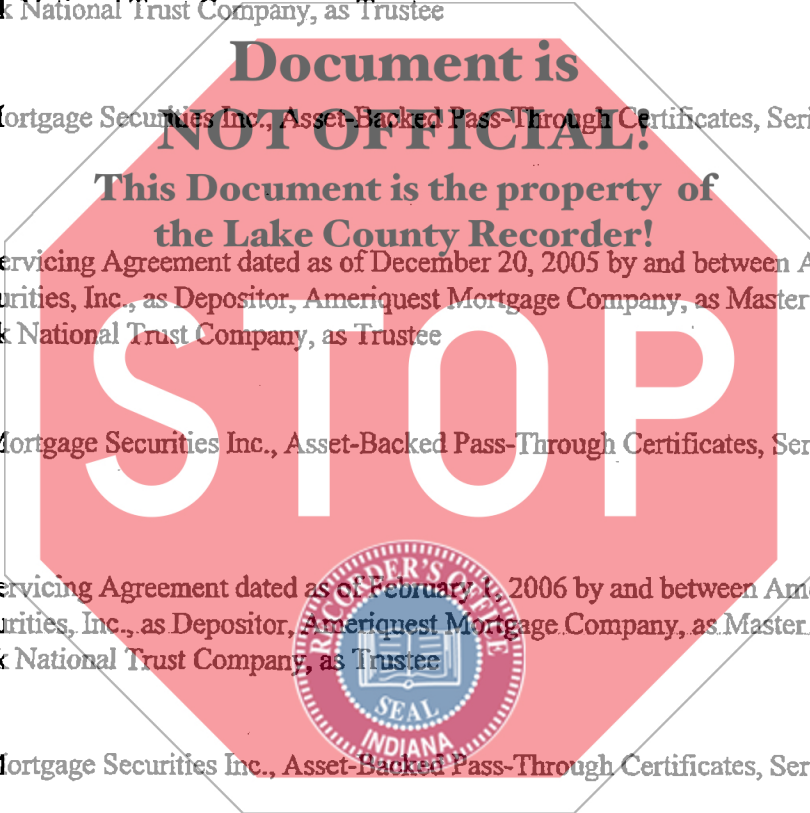 National Trust Company, as Trustee
Document is
NOT OFFICIAL!
ortgage Securities Inc., Asset-Backed Pass-Through Certificates, Seri
This Document is the property of
the Lake County Recorder!
ervicing Agreement dated as of December 20, 2005 by and between A
urities, Inc., as Depositor, Ameriquest Mortgage Company, as Master
k National Trust Company, as Trustee
STOP
Mortgage Securities Inc., Asset-Backed Pass-Through Certificates, Ser
ervicing Agreement dated as of February 1, 2006 by and between Am
urities, Inc., as Depositor, Ameriquest Mortgage Company, as Master
k National Trust Company, as Trustee
RECORDER'S OFFICE
SEAL
INDIANA
ortgage Securities Inc., Asset-Backed Pass-Through Certificates, Ser